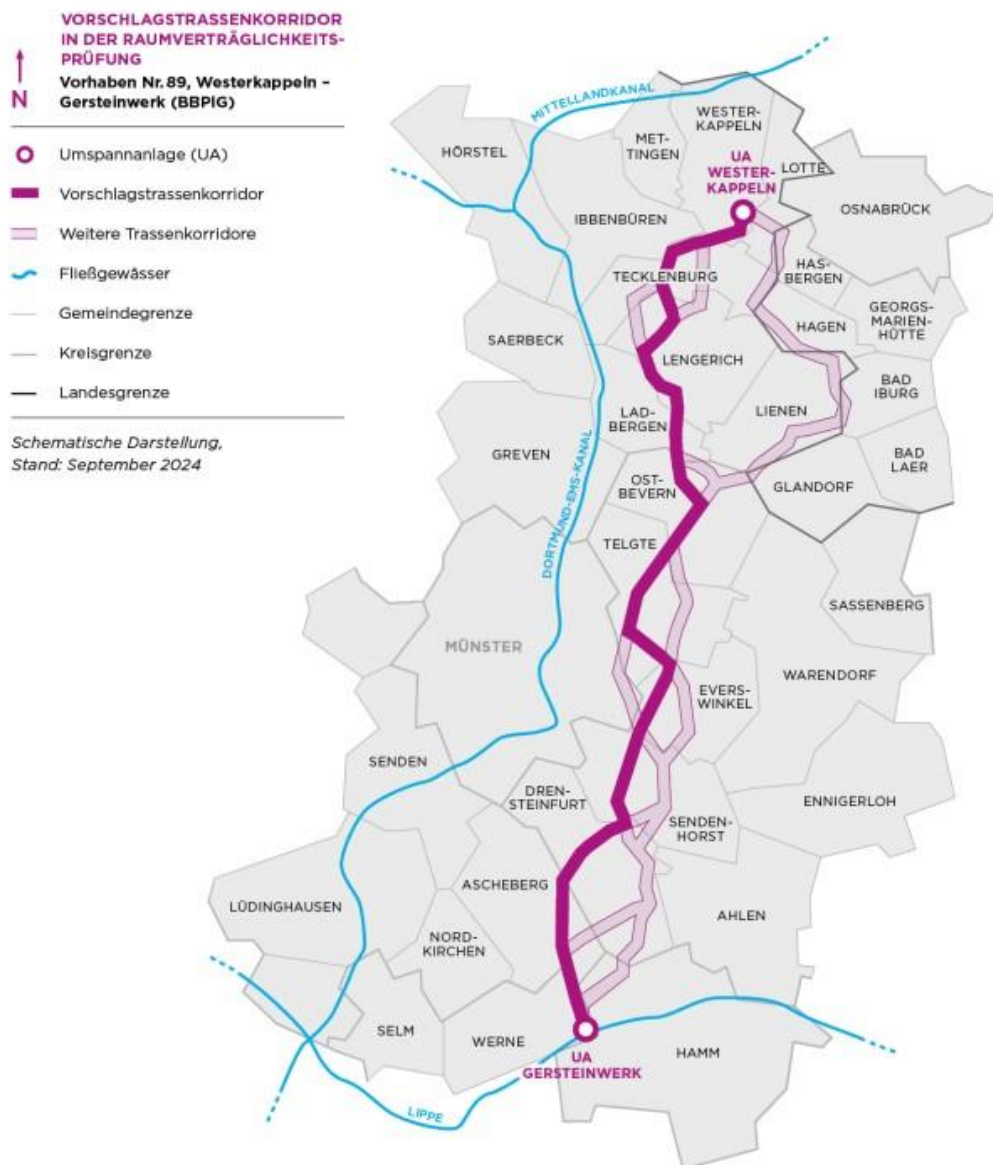 VORSCHLAGSTRASSENKORRIDOR
IN DER RAUMVERTRÄGLICHKEITS-
PRÜFUNG
Vorhaben Nr. 89, Westerkappeln –
Gersteinwerk (BBPlG)
N
Umspannanlage (UA)
Vorschlagstrassenkorridor
Weitere Trassenkorridore
Fließgewässer
Gemeindegrenze
Kreisgrenze
Landesgrenze
Schematische Darstellung,
Stand: September 2024
MITTELLANDKANAL
WESTER-
KAPPELN
MET-
TINGEN
HÖRSTEL
UA
WESTER-
KAPPELN
LOTTE
OSNABRÜCK
IBBENBÜREN
TECKLENBURG
HAS-
BERGEN
GEORGS-
MARIEN-
HÜTTE
HAGEN
SAERBECK
LENGERICH
BAD
IBURG
LIENEN
LAD-
BERGEN
GREVEN
BAD
LAER
OST-
BEVERN
GLANDORF
DORTMUND-EMS-KANAL
TELGTE
SASSENBERG
MÜNSTER
WARENDORF
EVERS-
WINKEL
SENDEN
DREN-
STEINFURT
ENNIGERLOH
SENDEN-
HORST
ASCHEBERG
LÜDINGHAUSEN
AHLEN
NORD-
KIRCHEN
SELM
WERNE
HAMM
UA
GERSTEINWERK
LIPPE